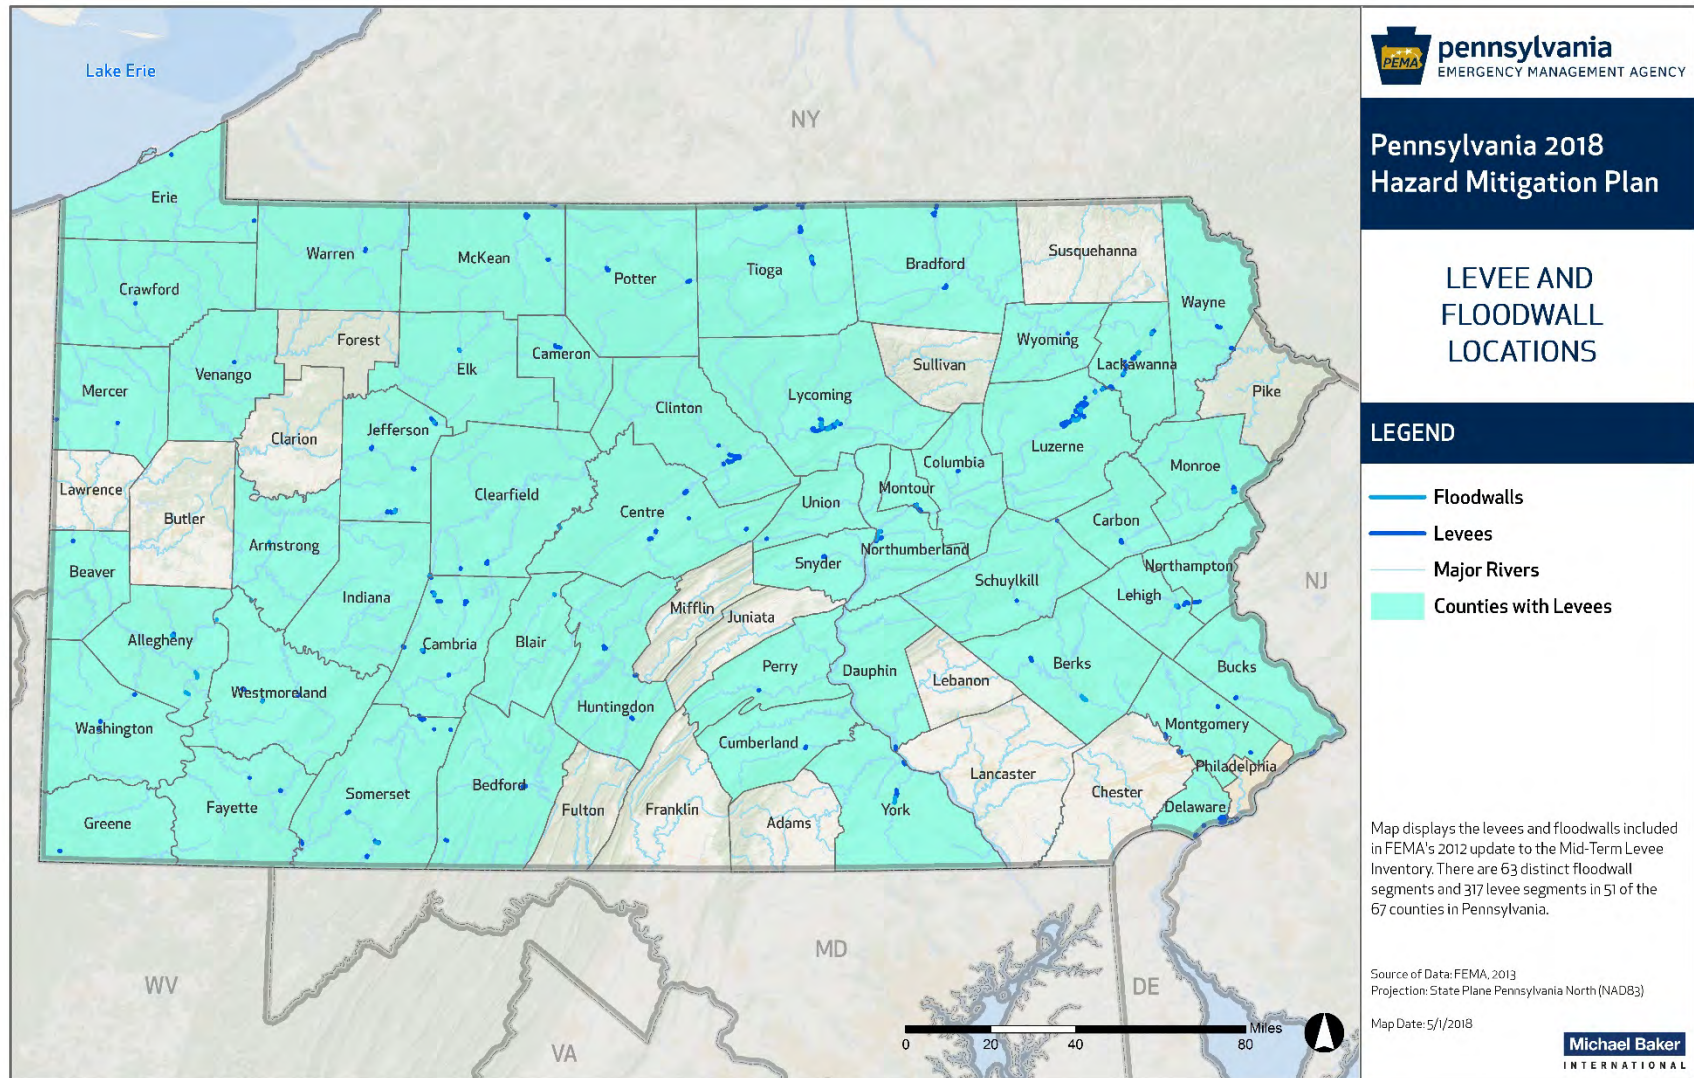 Lake Erie
NY
Erie
Warren
McKean
Potter
Tioga
Bradford
Susquehanna
Wayne
Crawford
Forest
Venango
Elk
Cameron
Wyoming
Lackawanna
Sullivan
Mercer
Clinton
Lycoming
Pike
Jefferson
Clarion
Luzerne
Columbia
Monroe
Lawrence
Clearfield
Montour
Butler
Centre
Union
Carbon
Armstrong
Northumberland
Beaver
Snyder
Northampton
Schuylkill
NJ
Indiana
Lehigh
Mifflin
Juniata
Allegheny
Cambria
Blair
Perry
Dauphin
Berks
Bucks
Lebanon
Westmoreland
Huntingdon
Washington
Montgomery
Cumberland
Philadelphia
Lancaster
Bedford
Chester
Somerset
Fayette
Fulton
Franklin
Adams
York
Delaware
Greene
MD
WV
DE
VA
Miles
0
20
40
80
PEMA
pennsylvania
EMERGENCY MANAGEMENT AGENCY
Pennsylvania 2018
Hazard Mitigation Plan
LEVEE AND
FLOODWALL
LOCATIONS
LEGEND
Floodwalls
Levees
Major Rivers
Counties with Levees
Map displays the levees and floodwalls included
in FEMA's 2012 update to the Mid-Term Levee
Inventory. There are 63 distinct floodwall
segments and 317 levee segments in 51 of the
67 counties in Pennsylvania.
Source of Data: FEMA, 2013
Projection: State Plane Pennsylvania North (NAD83)
Map Date: 5/1/2018
Michael Baker
INTERNATIONAL